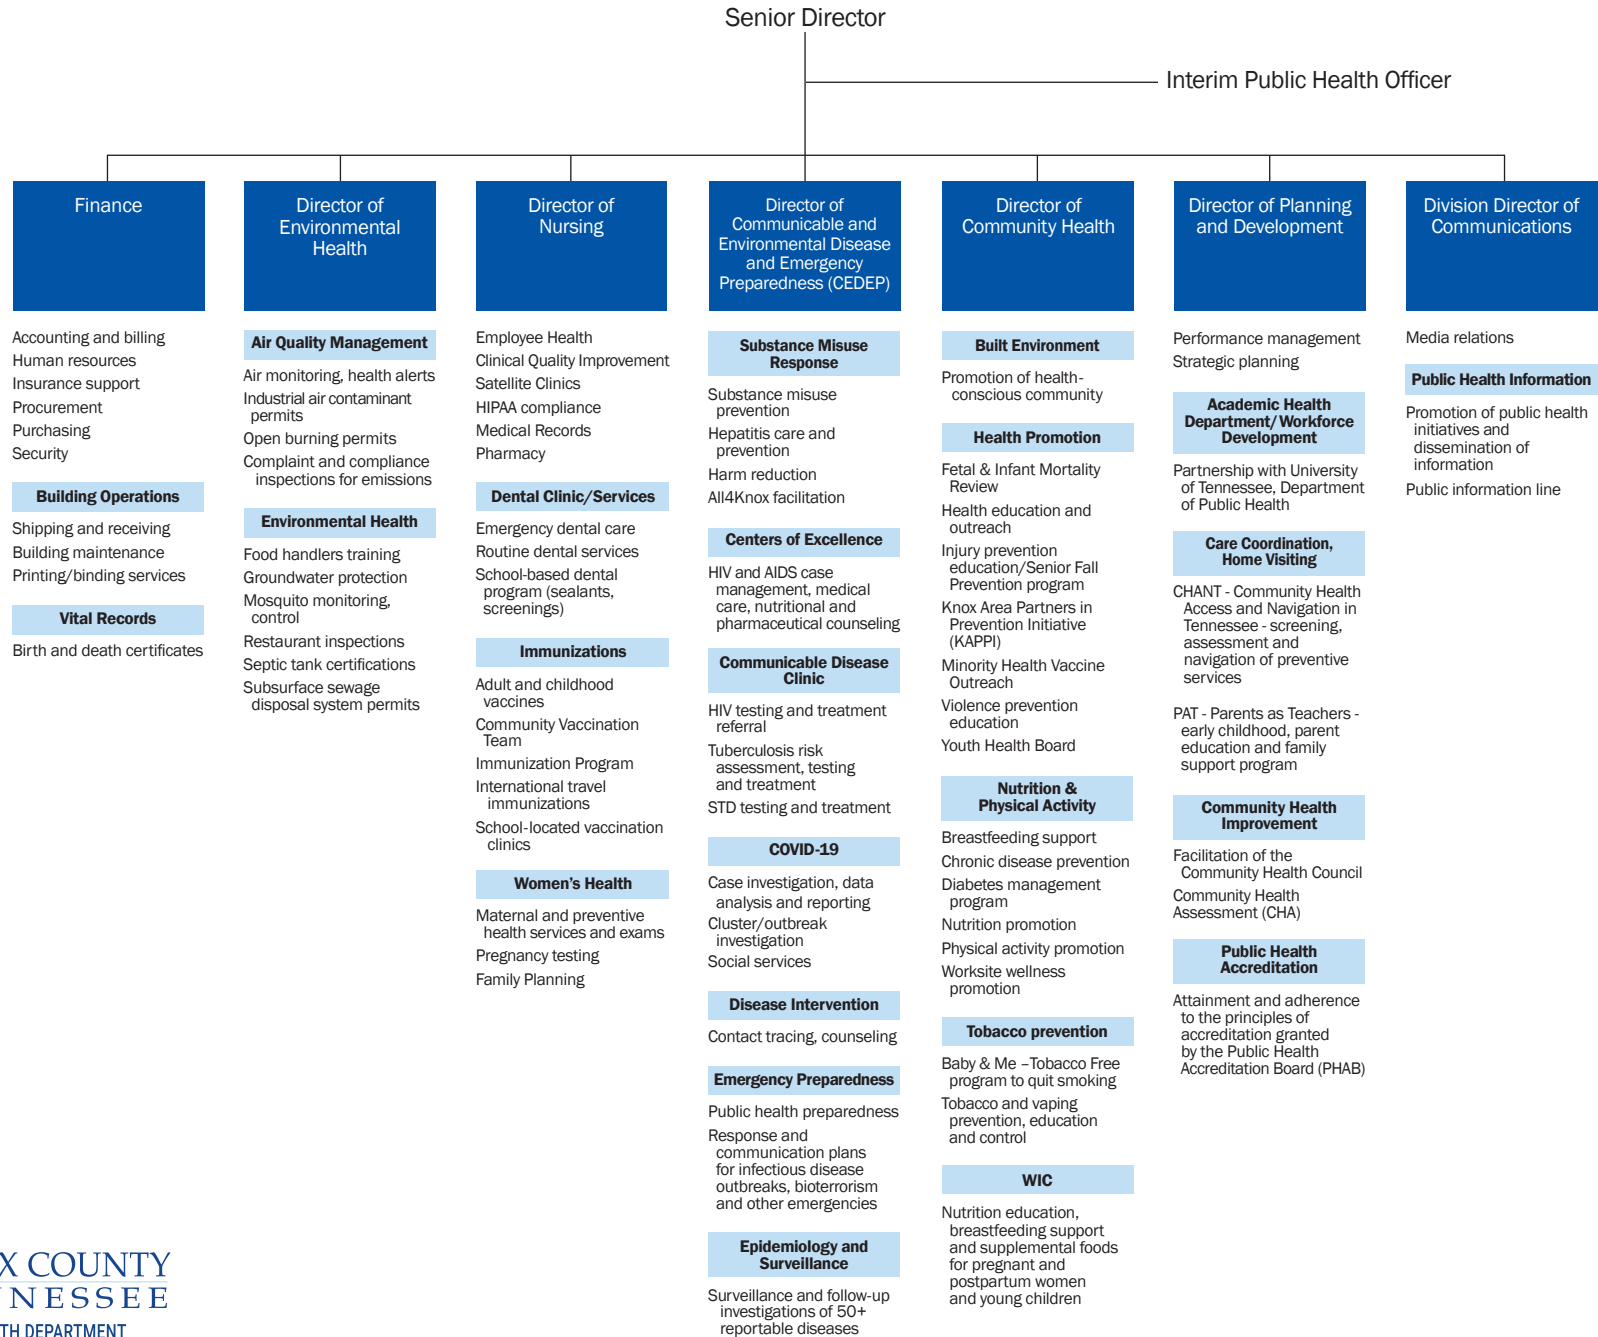 Senior Director
Interim Public Health Officer
Finance
Accounting and billing
Human resources
Insurance support
Procurement
Purchasing
Security
Building Operations
Shipping and receiving
Building maintenance
Printing/binding services
Vital Records
Birth and death certificates
Director of
Environmental
Health
Air Quality Management
Air monitoring, health alerts
Industrial air contaminant
permits
Open burning permits
Complaint and compliance
inspections for emissions
Environmental Health
Food handlers training
Groundwater protection
Mosquito monitoring,
control
Restaurant inspections
Septic tank certifications
Subsurface sewage
disposal system permits
Director of
Nursing
Employee Health
Clinical Quality Improvement
Satellite Clinics
HIPAA compliance
Medical Records
Pharmacy
Dental Clinic/Services
Emergency dental care
Routine dental services
School-based dental
program (sealants,
screenings)
Immunizations
Adult and childhood
vaccines
Community Vaccination
Team
Immunization Program
International travel
immunizations
School-located vaccination
clinics
Women's Health
Maternal and preventive
health services and exams
Pregnancy testing
Family Planning
Director of
Communicable and
Environmental Disease
and Emergency
Preparedness (CEDEP)
Substance Misuse
Response
Substance misuse
prevention
Hepatitis care and
prevention
Harm reduction
All4Knox facilitation
Centers of Excellence
HIV and AIDS case
management, medical
care, nutritional and
pharmaceutical counseling
Communicable Disease
Clinic
HIV testing and treatment
referral
Tuberculosis risk
assessment, testing
and treatment
STD testing and treatment
COVID-19
Case investigation, data
analysis and reporting
Cluster/outbreak
investigation
Social services
Disease Intervention
Contact tracing, counseling
Emergency Preparedness
Public health preparedness
Response and
communication plans
for infectious disease
outbreaks, bioterrorism
and other emergencies
Epidemiology and
Surveillance
Surveillance and follow-up
investigations of 50+
reportable diseases
Director of
Community Health
Built Environment
Promotion of health-
conscious community
Health Promotion
Fetal & Infant Mortality
Review
Health education and
outreach
Injury prevention
education/Senior Fall
Prevention program
Knox Area Partners in
Prevention Initiative
(KAPPI)
Minority Health Vaccine
Outreach
Violence prevention
education
Youth Health Board
Nutrition &
Physical Activity
Breastfeeding support
Chronic disease prevention
Diabetes management
program
Nutrition promotion
Physical activity promotion
Worksite wellness
promotion
Tobacco prevention
Baby & Me –Tobacco Free
program to quit smoking
Tobacco and vaping
prevention, education
and control
WIC
Nutrition education,
breastfeeding support
and supplemental foods
for pregnant and
postpartum women
and young children
Director of Planning
and Development
Performance management
Strategic planning
Academic Health
Department/Workforce
Development
Partnership with University
of Tennessee, Department
of Public Health
Care Coordination,
Home Visiting
CHANT - Community Health
Access and Navigation in
Tennessee - screening,
assessment and
navigation of preventive
services
PAT - Parents as Teachers -
early childhood, parent
education and family
support program
Community Health
Improvement
Facilitation of the
Community Health Council
Community Health
Assessment (CHA)
Public Health
Accreditation
Attainment and adherence
to the principles of
accreditation granted
by the Public Health
Accreditation Board (PHAB)
Division Director of
Communications
Media relations
Public Health Information
Promotion of public health
initiatives and
dissemination of
information
Public information line
X COUNTY
NNESSEE
TH DEPARTMENT